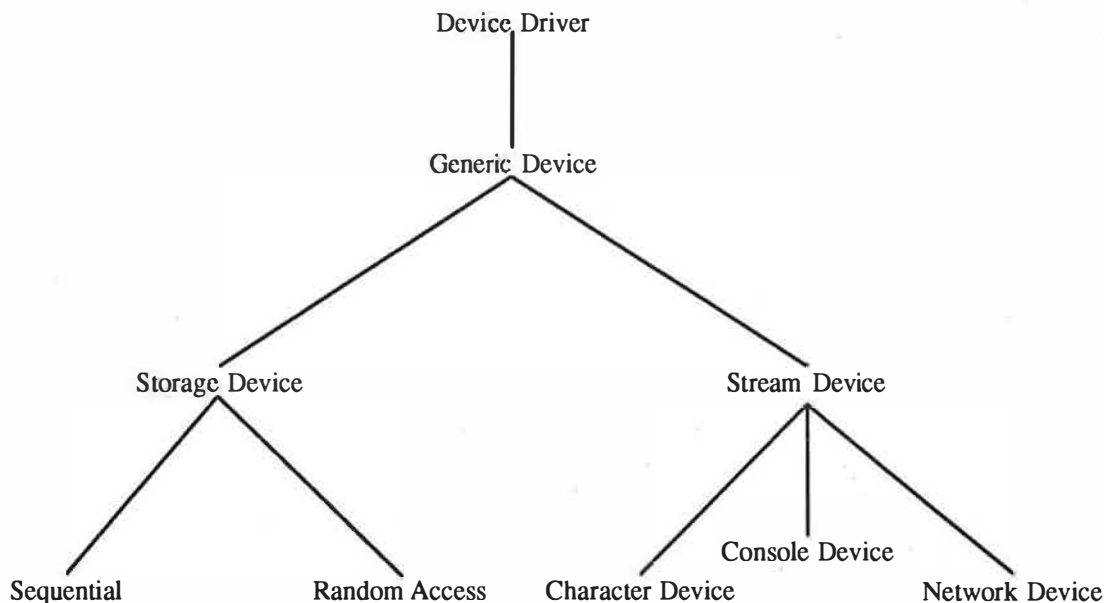 Device Driver
Generic Device
Storage Device
Stream Device
Console Device
Sequential
Random Access
Character Device
Network Device